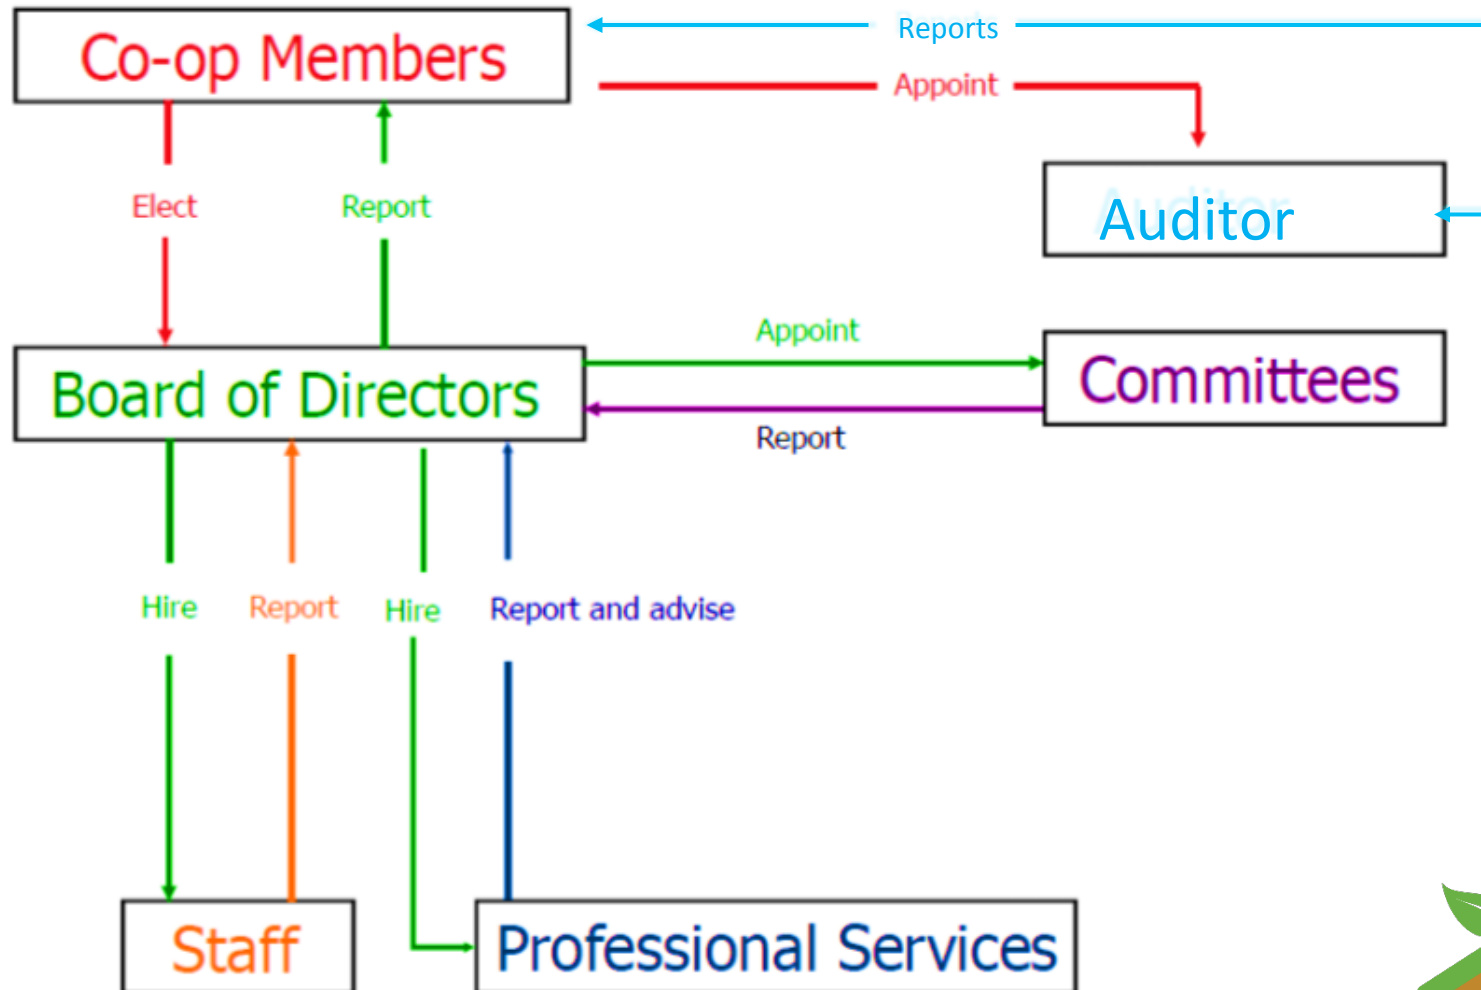 Co-op Members
Reports
Appoint
Elect
Report
Auditor
Board of Directors
Appoint
Report
Committees
Hire
Report
Hire
Report and advise
Staff
Professional Services